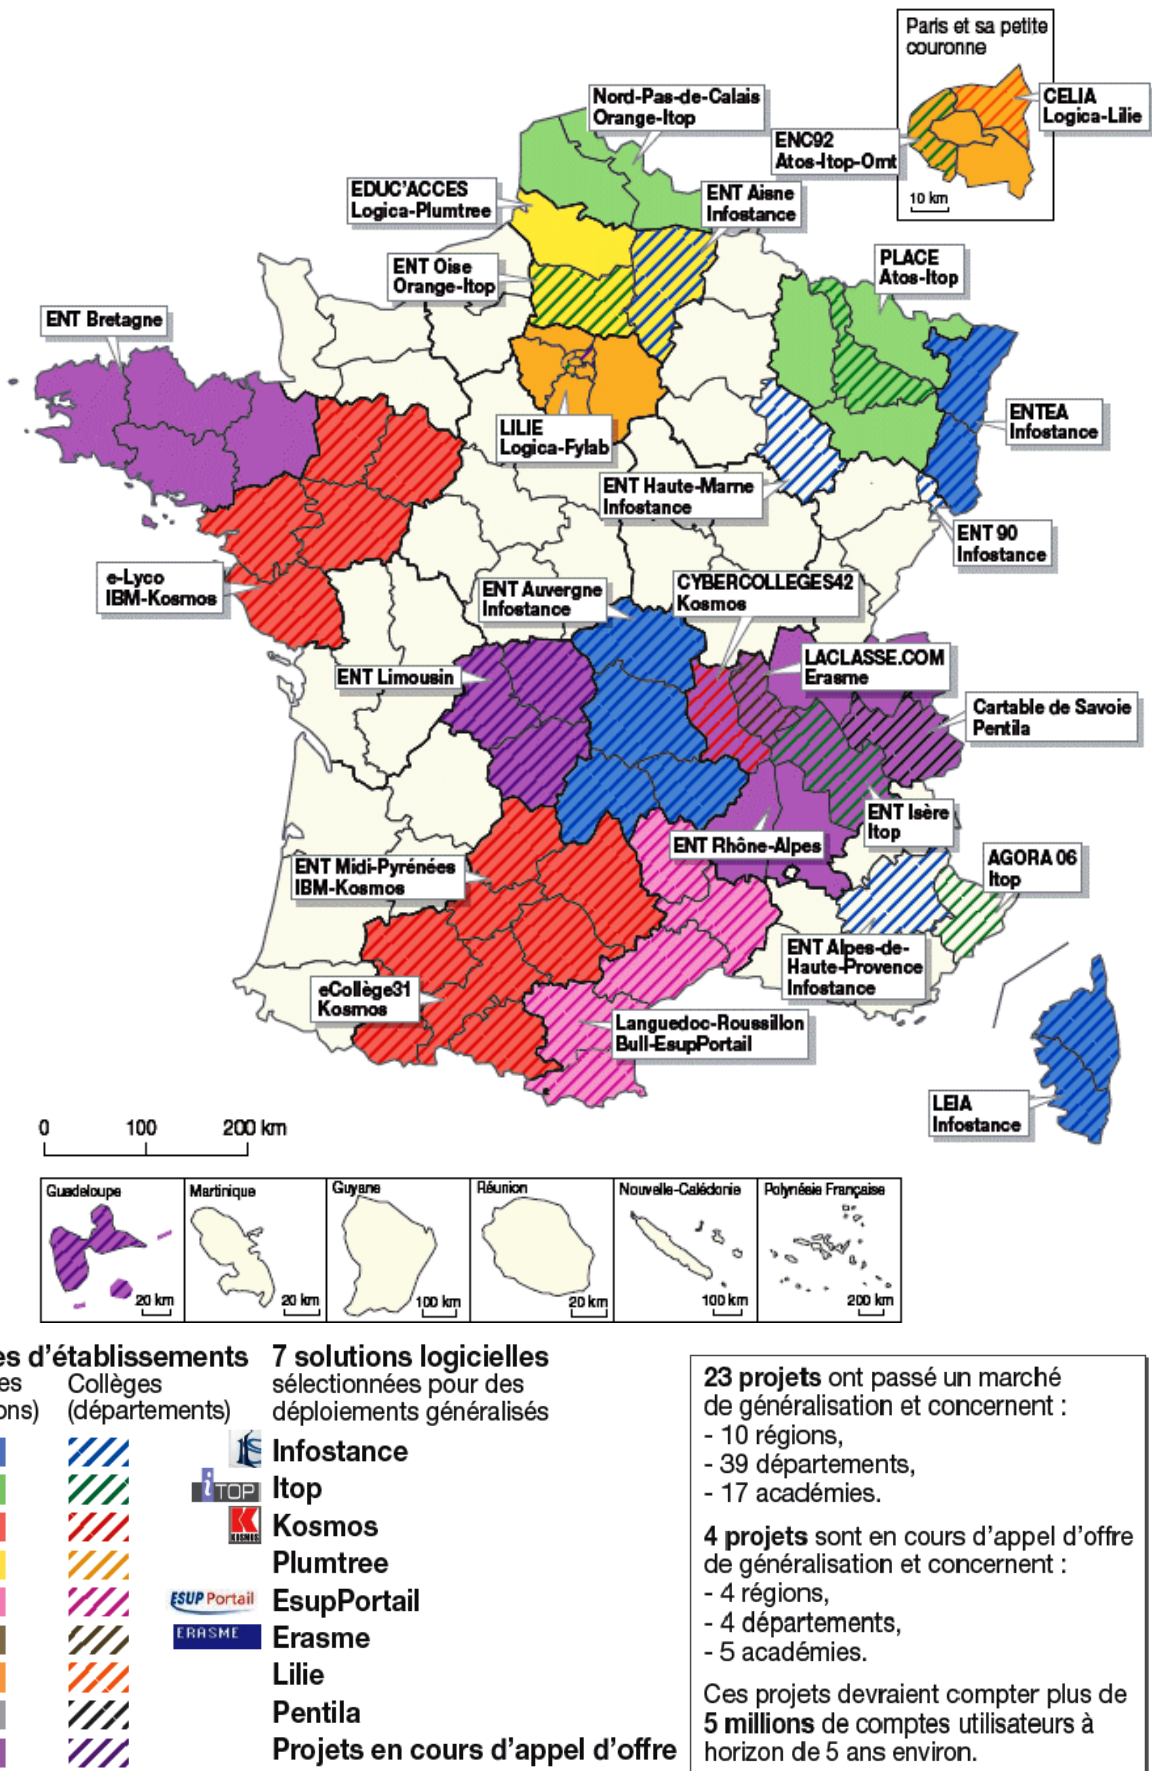 Paris et sa petite
couronne
CELIA
Logica-Lilie
ENC92
Atos-Itop-Omt
10 km
Nord-Pas-de-Calais
Orange-Itop
EDUC'ACCES
Logica-Plumtree
ENT Aisne
Infostance
ENT Oise
Orange-Itop
PLACE
Atos-Itop
ENT Bretagne
LILIE
Logica-Fylab
ENTEA
Infostance
ENT Haute-Marne
Infostance
ENT 90
Infostance
e-Lyco
IBM-Kosmos
ENT Auvergne
Infostance
CYBERCOLLEGES42
Kosmos
LACLASSE.COM
Erasme
ENT Limousin
Cartable de Savoie
Pentila
ENT Isère
Itop
ENT Rhône-Alpes
ENT Midi-Pyrénées
IBM-Kosmos
AGORA 06
Itop
ENT Alpes-de-
Haute-Provence
Infostance
eCollège31
Kosmos
Languedoc-Roussillon
Bull-EsupPortail
LEIA
Infostance
0 100 200 km
Guadeloupe
20 km
Martinique
20 km
Guyane
100 km
Réunion
20 km
Nouvelle-Calédonie
100 km
Polynésie Française
200 km
es d'établissements
es Collèges
ons) (départements)
7 solutions logicielles
sélectionnées pour des
déploiements généralisés
Infostance
iTOP Itop
K KOSMOS Kosmos
Plumtree
ESUP Portail EsupPortail
ERASME Erasme
Lilie
Pentila
Projets en cours d'appel d'offre
23 projets ont passé un marché
de généralisation et concernent :
- 10 régions,
- 39 départements,
- 17 académies.
4 projets sont en cours d'appel d'offre
de généralisation et concernent :
- 4 régions,
- 4 départements,
- 5 académies.
Ces projets devraient compter plus de
5 millions de comptes utilisateurs à
horizon de 5 ans environ.